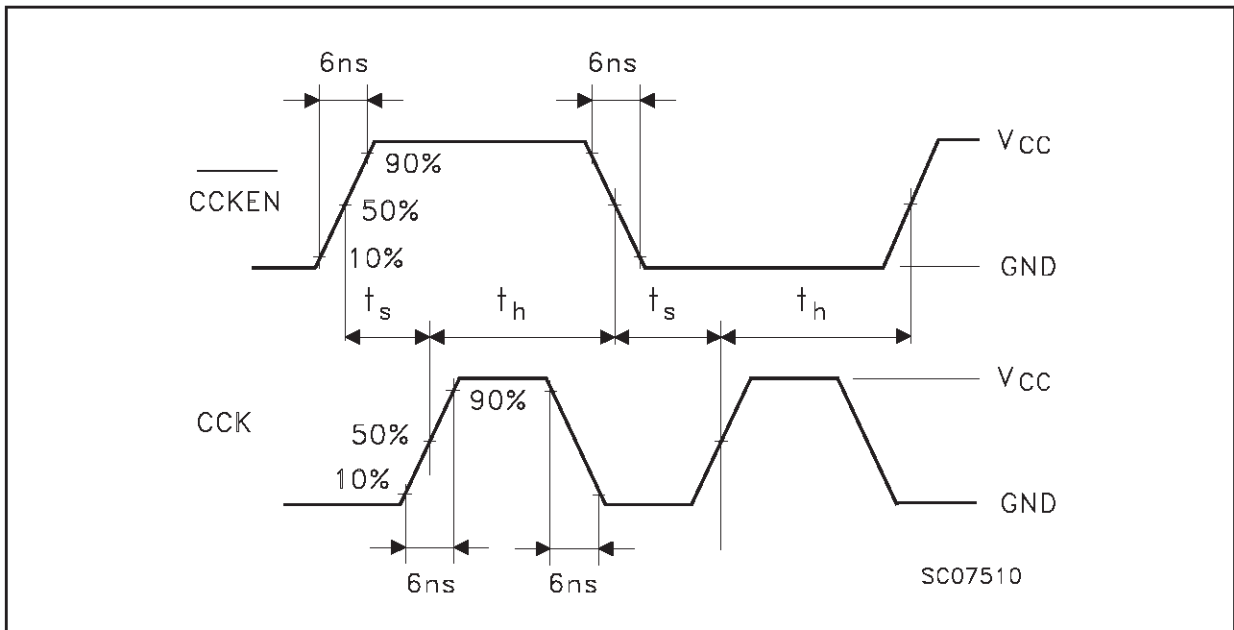 6ns 6ns
VCC
90%
CCKEN
50%
10%
GND
ts th ts th
VCC
90%
CCK
50%
10%
GND
6ns 6ns
SC07510